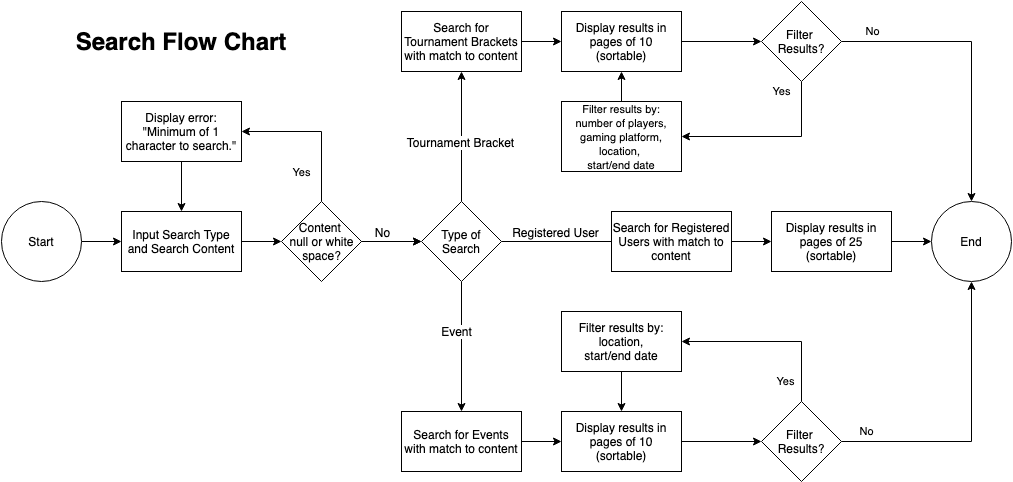 Search Flow Chart
Search for
Tournament Brackets
with match to content
Display results in
pages of 10
(sortable)
Filter
Results?
No
Yes
Filter results by:
number of players,
gaming platform,
location,
start/end date
Display error:
"Minimum of 1
character to search."
Yes
Tournament Bracket
Start
Input Search Type
and Search Content
Content
null or white
space?
No
Type of
Search
Registered User
Search for Registered
Users with match to
content
Display results in
pages of 25
(sortable)
End
Event
Filter results by:
location,
start/end date
Yes
Search for Events
with match to content
Display results in
pages of 10
(sortable)
Filter
Results?
No